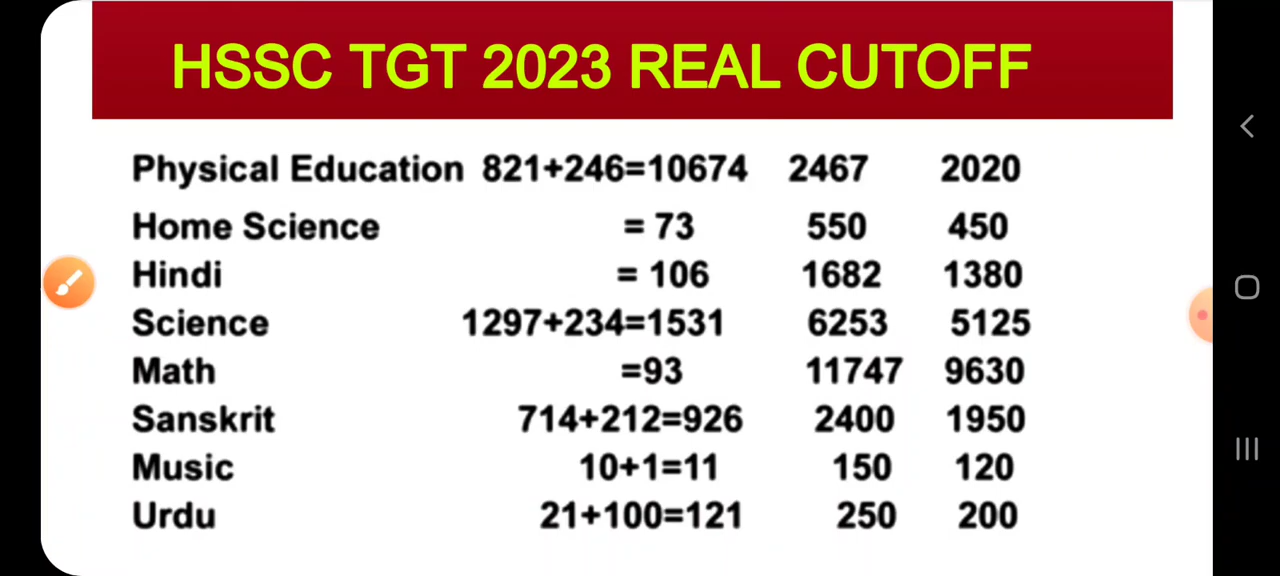 HSSC TGT 2023 REAL CUTOFF
Physical Education 821+246=10674 2467 2020
Home Science = 73 550 450
Hindi = 106 1682 1380
Science 1297+234=1531 6253 5125
Math =93 11747 9630
Sanskrit 714+212=926 2400 1950
Music 10+1=11 150 120
Urdu 21+100=121 250 200